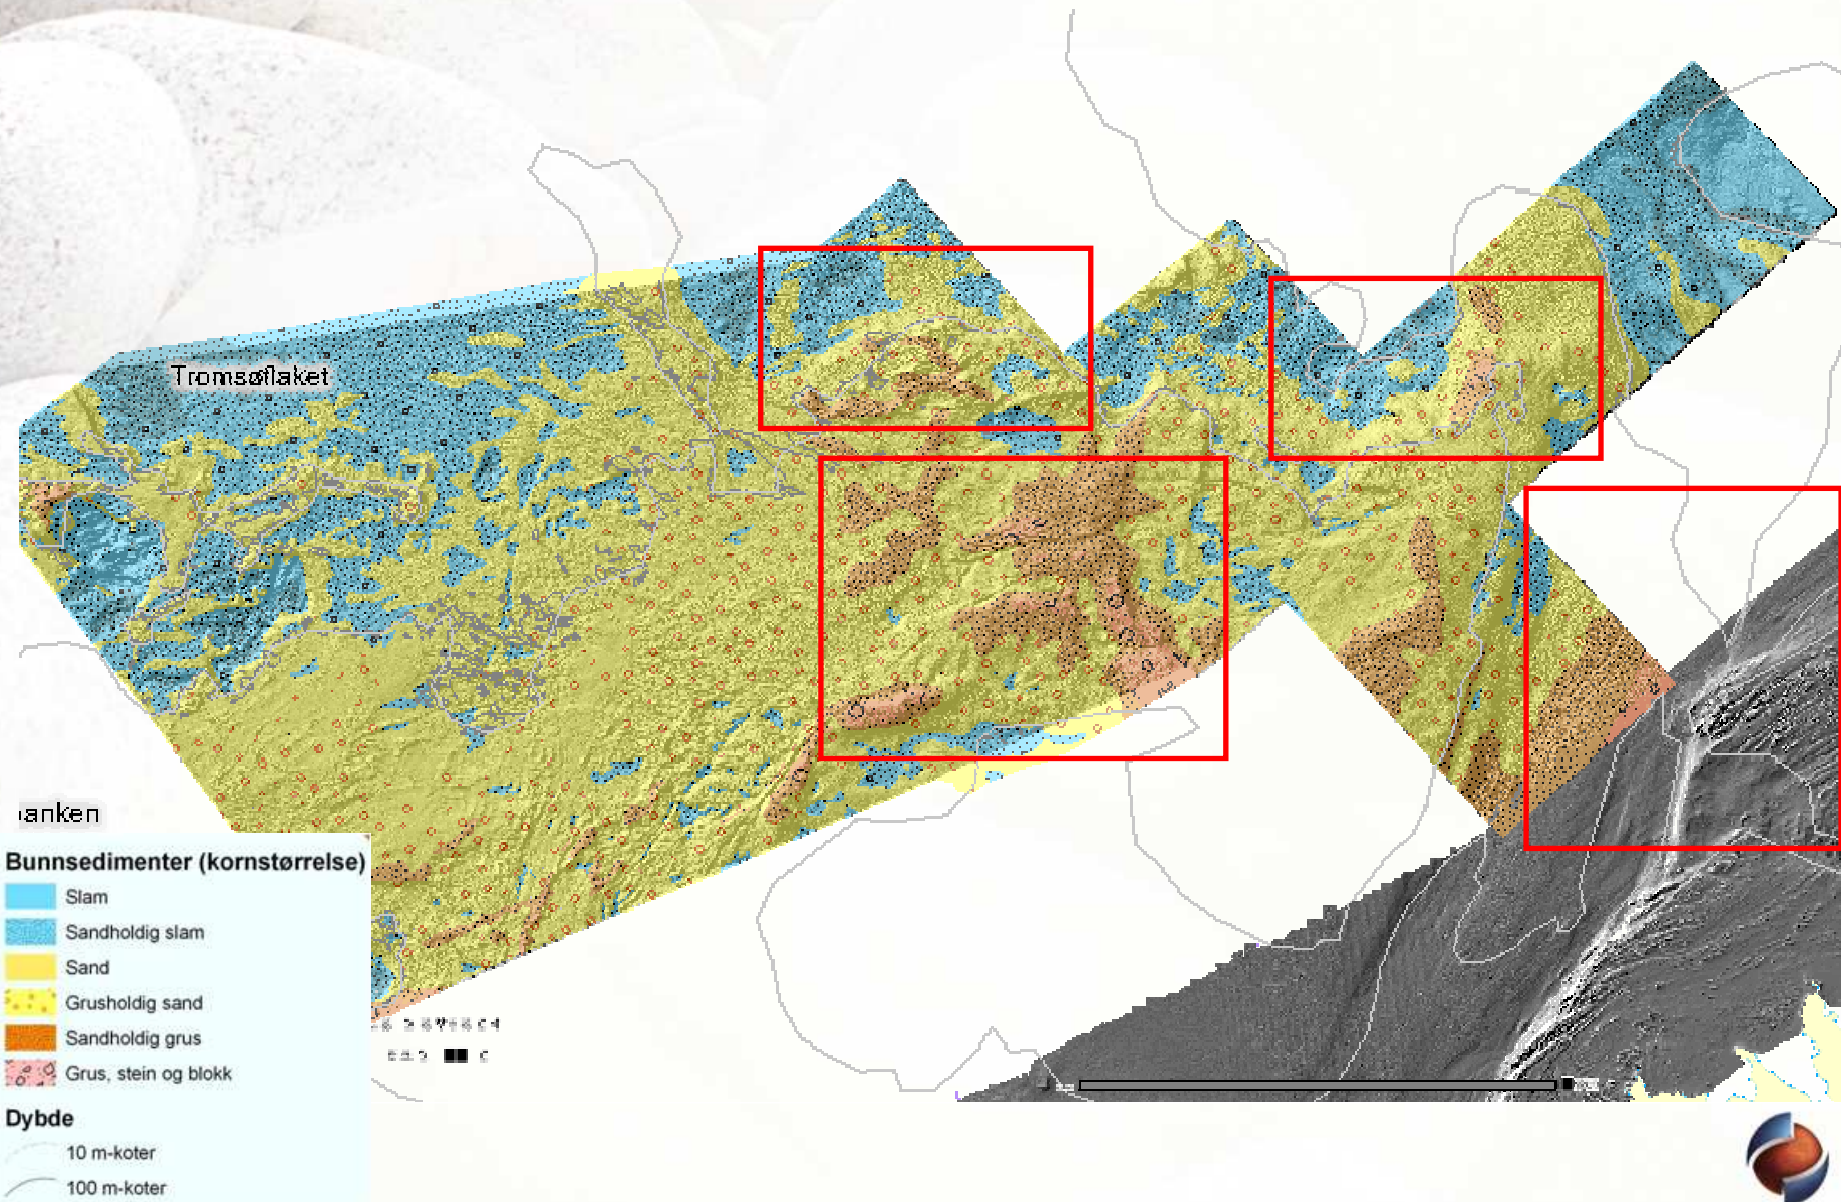 Tromsøflaket
anken
Bunnsedimenter (kornstørrelse)
Slam
Sandholdig slam
Sand
Grusholdig sand
Sandholdig grus
Grus, stein og blokk
Dybde
10 m-koter
100 m-koter